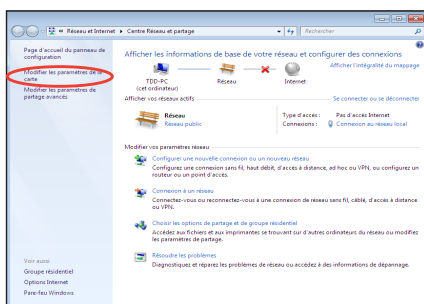 Réseau et Internet ▸ Centre Réseau et partage
Rechercher
Page d'accueil du panneau de
configuration
Modifier les paramètres de la
carte
Modifier les paramètres de
partage avancés
Afficher les informations de base de votre réseau et configurer des connexions
Afficher l'intégralité du mappage
TDD-PC
(cet ordinateur)
Réseau
Internet
Afficher vos réseaux actifs
Se connecter ou se déconnecter
Réseau
Réseau public
Type d'accès : Pas d'accès Internet
Connexions : Connexion au réseau local
Modifier vos paramètres réseau
Configurer une nouvelle connexion ou un nouveau réseau
Configurez une connexion sans fil, haut débit, d'accès à distance, ad hoc ou VPN, ou configurez un
routeur ou un point d'accès.
Connexion à un réseau
Connectez-vous ou reconnectez-vous à une connexion de réseau sans fil, câblé, d'accès à distance
ou VPN.
Choisir les options de partage et de groupe résidentiel
Accédez aux fichiers et aux imprimantes se trouvant sur d'autres ordinateurs du réseau ou modifiez
les paramètres de partage.
Résoudre les problèmes
Diagnostiquez et réparez les problèmes de réseau ou accédez à des informations de dépannage.
Voir aussi
Groupe résidentiel
Options Internet
Pare-feu Windows